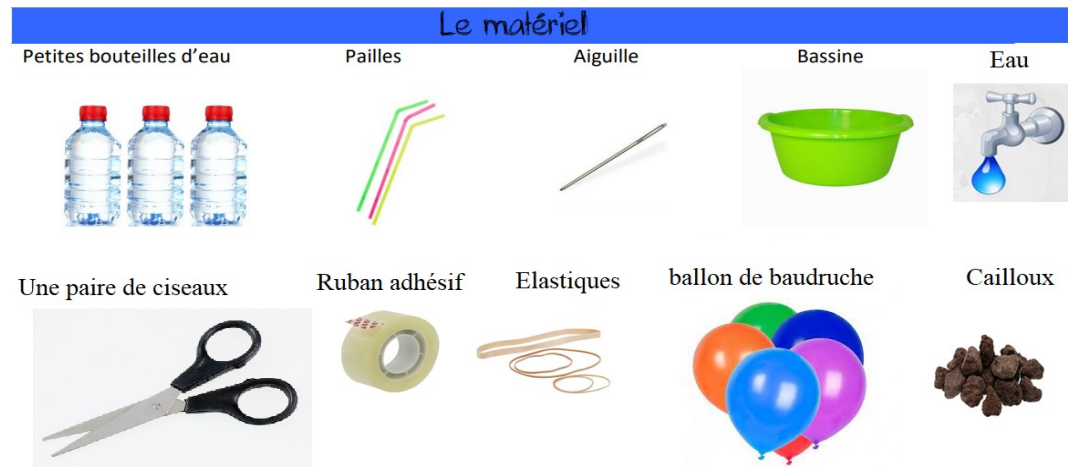 Le matériel
Petites bouteilles d'eau
Pailles
Aiguille
Bassine
Eau
Une paire de ciseaux
Ruban adhésif
Elastiques
ballon de baudruche
Cailloux